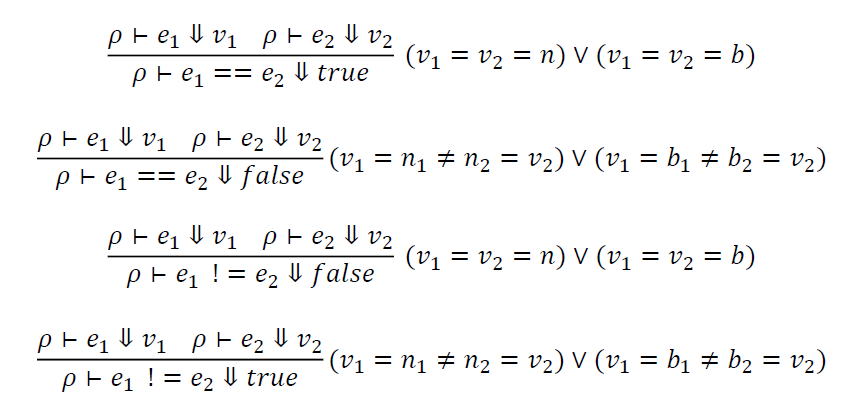 ρ ⊢ e₁ ⇓ v₁ ρ ⊢ e₂ ⇓ v₂
ρ ⊢ e₁ == e₂ ⇓ true (v₁ = v₂ = n) ∨ (v₁ = v₂ = b)
ρ ⊢ e₁ ⇓ v₁ ρ ⊢ e₂ ⇓ v₂
ρ ⊢ e₁ == e₂ ⇓ false (v₁ = n₁ ≠ n₂ = v₂) ∨ (v₁ = b₁ ≠ b₂ = v₂)
ρ ⊢ e₁ ⇓ v₁ ρ ⊢ e₂ ⇓ v₂
ρ ⊢ e₁ ! = e₂ ⇓ false (v₁ = v₂ = n) ∨ (v₁ = v₂ = b)
ρ ⊢ e₁ ⇓ v₁ ρ ⊢ e₂ ⇓ v₂
ρ ⊢ e₁ ! = e₂ ⇓ true (v₁ = n₁ ≠ n₂ = v₂) ∨ (v₁ = b₁ ≠ b₂ = v₂)